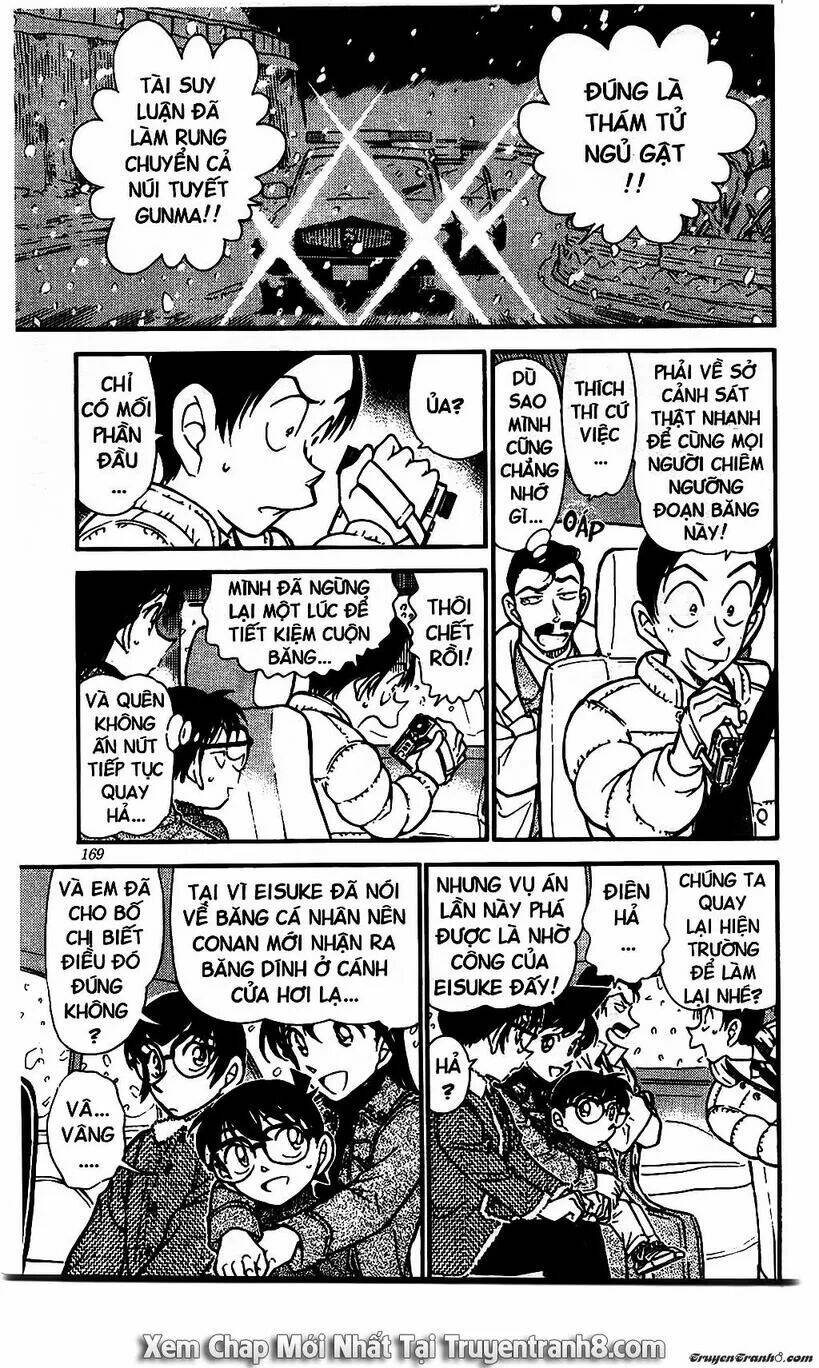 ĐÚNG LÀ
THÁM TỬ
NGỦ GẬT
!!
TÀI SUY
LUẬN ĐÃ
LÀM RUNG
CHUYỂN CẢ
NÚI TUYẾT
GUNMA!!
PHẢI VỀ SỞ
CẢNH SÁT
THẬT NHANH
ĐỂ CÙNG MỌI
NGƯỜI CHIÊM
NGƯỠNG
ĐOẠN BĂNG
NÀY!
THÍCH
THÌ CỨ
VIỆC
...
DÙ
SAO
MÌNH
CŨNG
CHẲNG
NHỚ
GÌ...
OÁP
ỦA?
CHỈ
CÓ MỖI
PHẦN
ĐẦU
...
THÔI
CHẾT
RỒI!
MÌNH ĐÃ NGỪNG
LẠI MỘT LÚC ĐỂ
TIẾT KIỆM CUỘN
BĂNG...
VÀ QUÊN
KHÔNG
ẤN NÚT
TIẾP TỤC
QUAY
HẢ...
169
CHÚNG TA
QUAY
LẠI HIỆN
TRƯỜNG
ĐỂ LÀM
LẠI NHÉ?
ĐIÊN
HẢ
...
NHƯNG VỤ ÁN
LẦN NÀY PHÁ
ĐƯỢC LÀ NHỜ
CÔNG CỦA
EISUKE ĐẤY!
HẢ
?
TẠI VÌ EISUKE ĐÃ NÓI
VỀ BĂNG CÁ NHÂN NÊN
CONAN MỚI NHẬN RA
BĂNG DÍNH Ở CÁNH
CỬA HƠI LẠ...
VÀ EM ĐÃ
CHO BỐ
CHỊ BIẾT
ĐIỀU ĐÓ
ĐÚNG
KHÔNG
?
VÂ...
VÂNG
....
Xem Chap Mới Nhất Tại Truyentranh8.com
TruyenTranh8.com